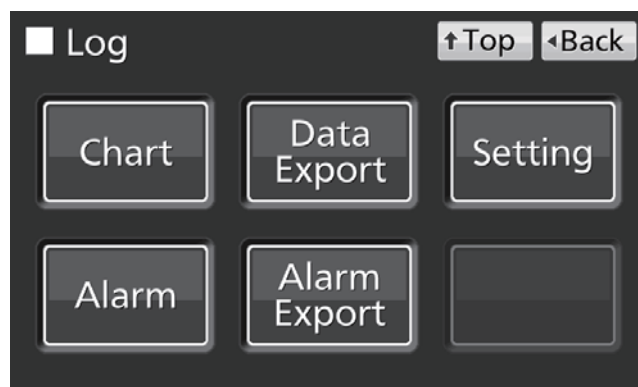 Log
↑Top
◂Back
Chart
Data
Export
Setting
Alarm
Alarm
Export